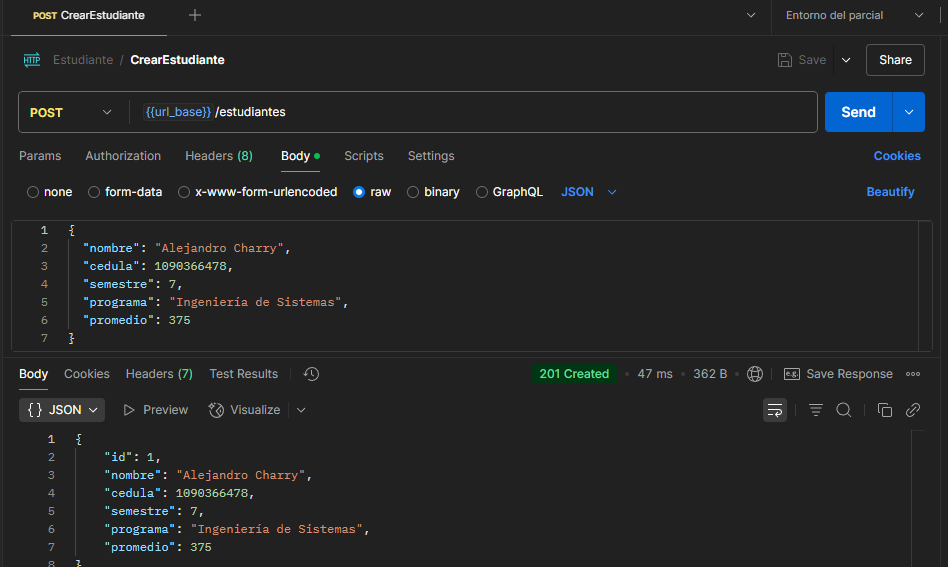 POST CrearEstudiante
Entorno del parcial
HTTP Estudiante / CrearEstudiante Save Share
POST {{url_base}} /estudiantes Send
Params Authorization Headers (8) Body Scripts Settings Cookies
none form-data x-www-form-urlencoded raw binary GraphQL JSON Beautify
1 {
2 "nombre": "Alejandro Charry",
3 "cedula": 1090366478,
4 "semestre": 7,
5 "programa": "Ingeniería de Sistemas",
6 "promedio": 375
7 }
Body Cookies Headers (7) Test Results 201 Created • 47 ms • 362 B • e.g. Save Response
{} JSON Preview Visualize
1 {
2 "id": 1,
3 "nombre": "Alejandro Charry",
4 "cedula": 1090366478,
5 "semestre": 7,
6 "programa": "Ingeniería de Sistemas",
7 "promedio": 375
8 }